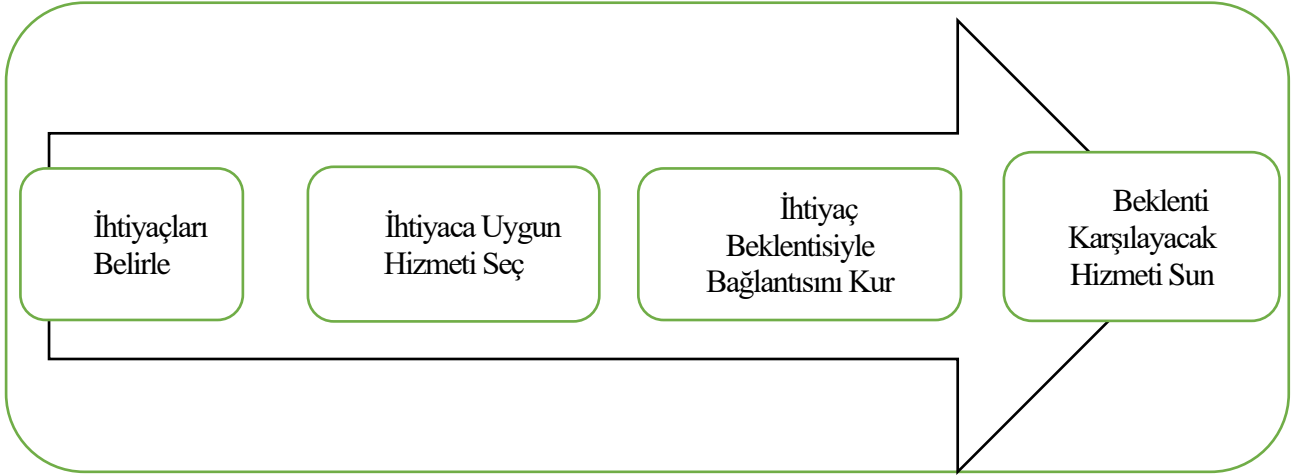 İhtiyaçları
Belirle
İhtiyaca Uygun
Hizmeti Seç
İhtiyaç
Beklentisiyle
Bağlantısını Kur
Beklenti
Karşılayacak
Hizmeti Sun